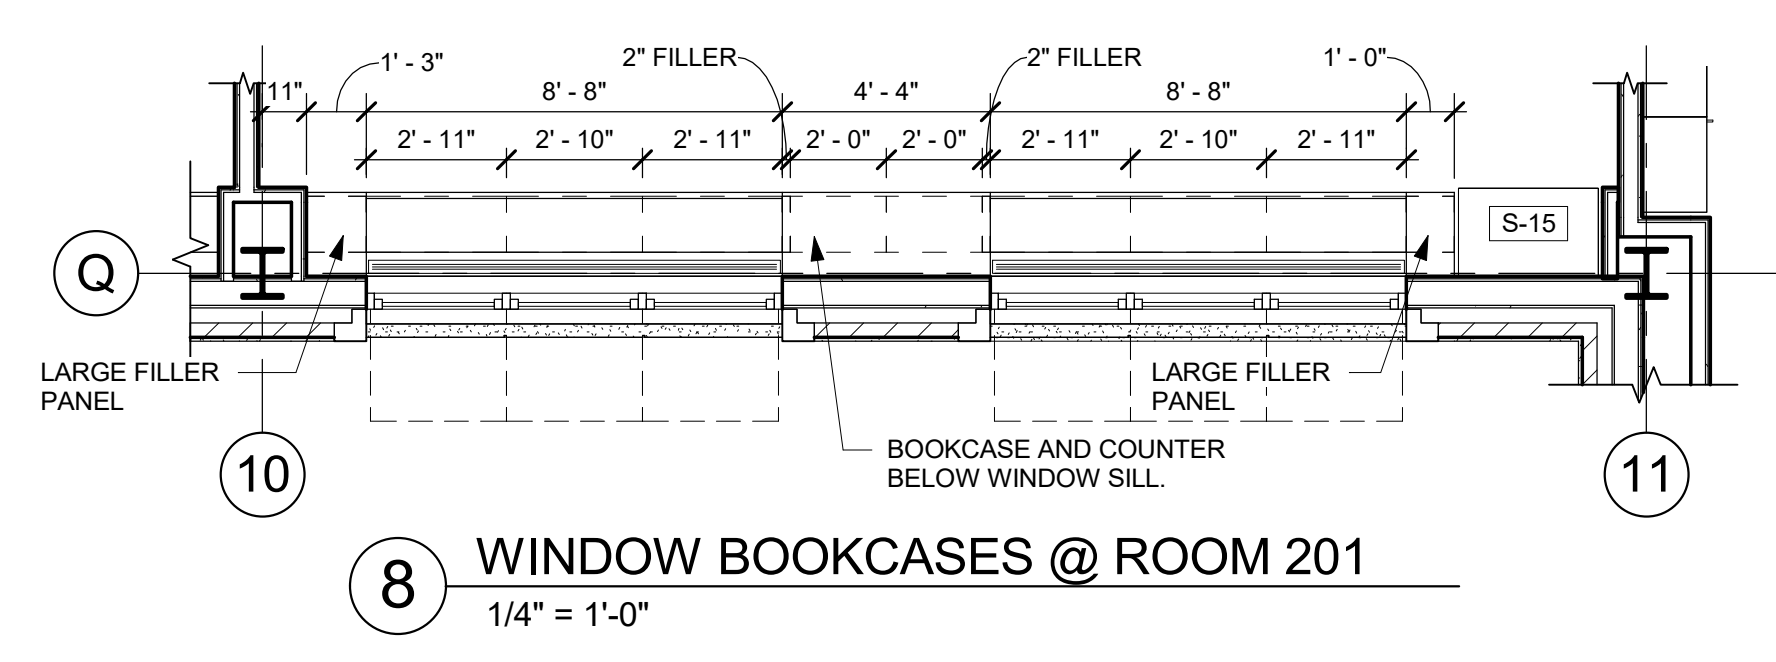 1' - 3"
2" FILLER
2" FILLER
1' - 0"
11"
8' - 8"
4' - 4"
8' - 8"
2' - 11"
2' - 10"
2' - 11"
2' - 0"
2' - 0"
2' - 11"
2' - 10"
2' - 11"
S-15
Q
LARGE FILLER
PANEL
LARGE FILLER
PANEL
BOOKCASE AND COUNTER
BELOW WINDOW SILL.
10
11
8
WINDOW BOOKCASES @ ROOM 201
1/4" = 1'-0"